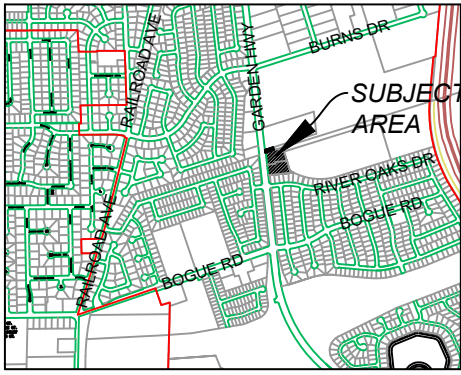 RAILROAD AVE
GARDEN HWY
BURNS DR
SUBJECT
AREA
RIVER OAKS DR
BOGUE RD
RAILROAD AVE
BOGUE RD